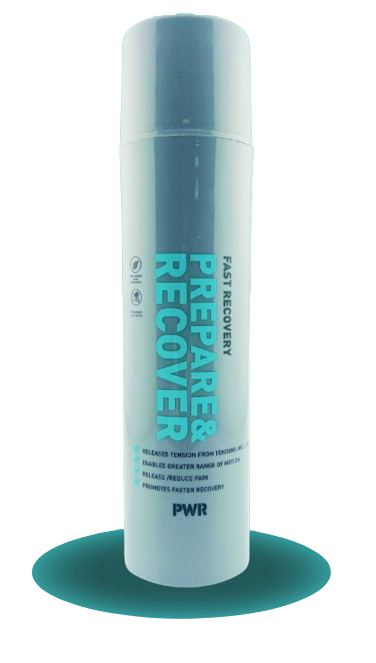 FAST RECOVERY
PREPARE&
RECOVER
RELEASES TENSION FROM TENDONS,
ENABLES GREATER RANGE OF MOTION
RELEASE /REDUCE PAIN
PROMOTES FASTER RECOVERY
PWR